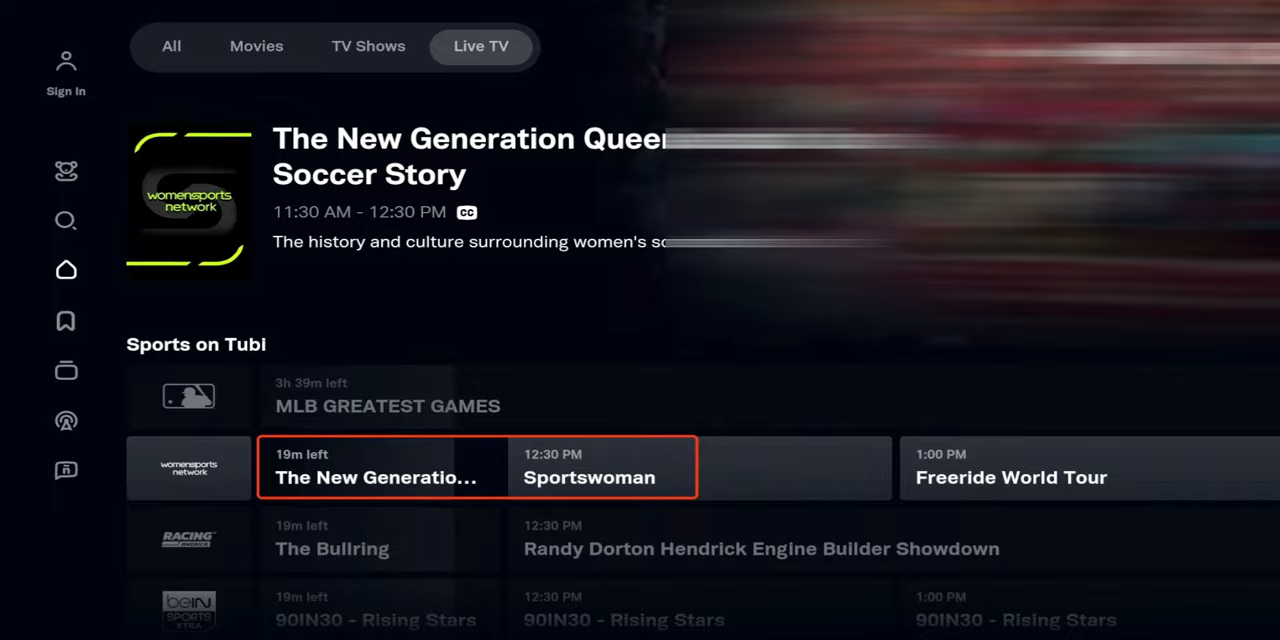 All Movies TV Shows Live TV
Sign In
womensports
network
The New Generation
Soccer Story
11:30 AM - 12:30 PM CC
The history and culture surrounding women's
Sports on Tubi
3h 39m left
MLB GREATEST GAMES
womensports
network
19m left
The New Generatio...
12:30 PM
Sportswoman
1:00 PM
Freeride World Tour
RACING
AMERICA
19m left
The Bullring
12:30 PM
Randy Dorton Hendrick Engine Builder Showdown
beIN
SPORTS
XTRA
19m left
90IN30 - Rising Stars
12:30 PM
90IN30 - Rising Stars
1:00 PM
90IN30 - Rising Stars